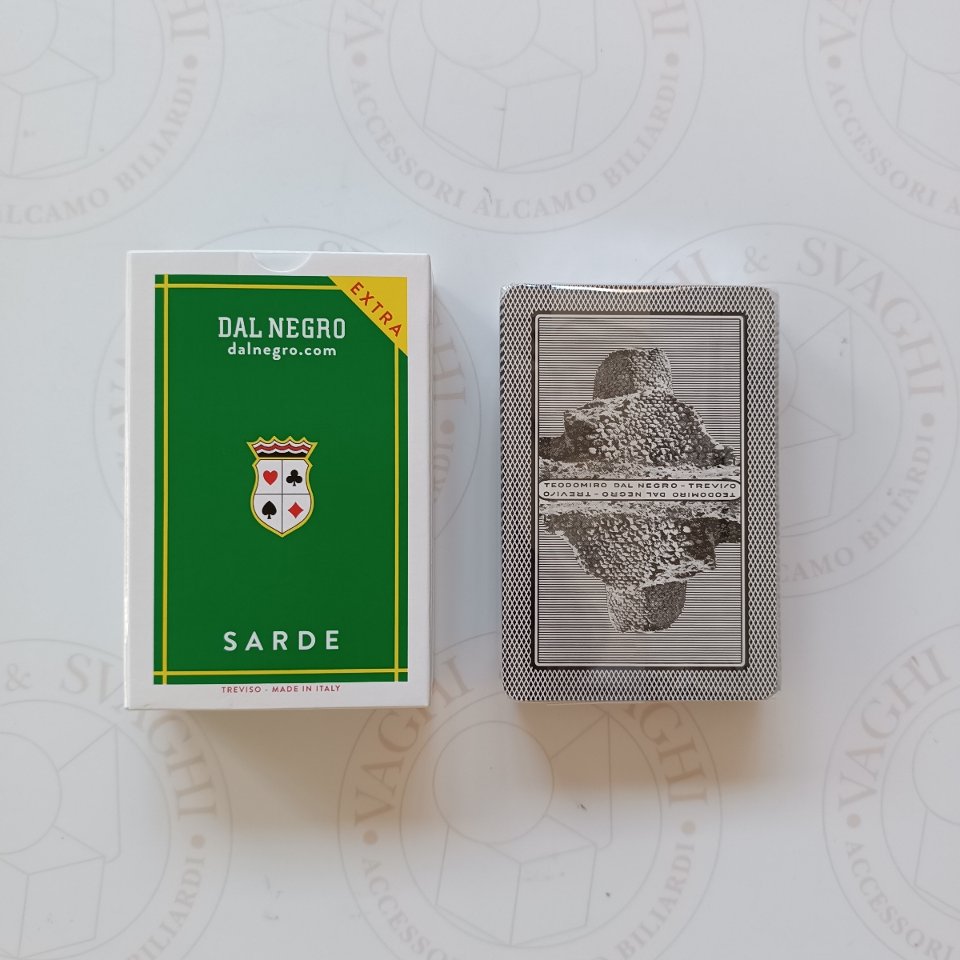 EXTRA
DAL NEGRO
dalnegro.com
SARDE
TREVISO - MADE IN ITALY
TEODOMIRO DAL NEGRO - TREVISO
TEODOMIRO DAL NEGRO - TREVISO
VAGHI & SVAGHI
ACCESSORI ALCAMO BILIARDI